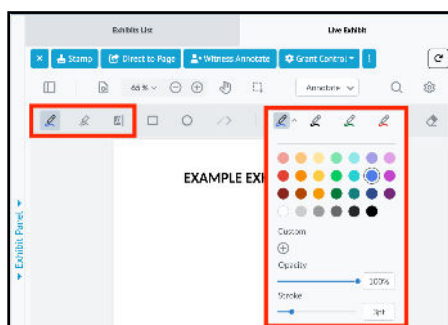 Exhibits List Live Exhibit
× Stamp Direct to Page Witness Annotate Grant Control
66 % Annotate
EXAMPLE EXH
Custom
Opacity
100%
Stroke
3pt
Exhibit Panel